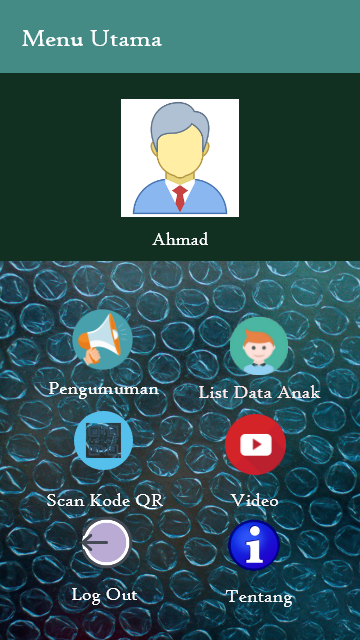 Menu Utama
Ahmad
Pengumuman
List Data Anak
Scan Kode QR
Video
Log Out
Tentang